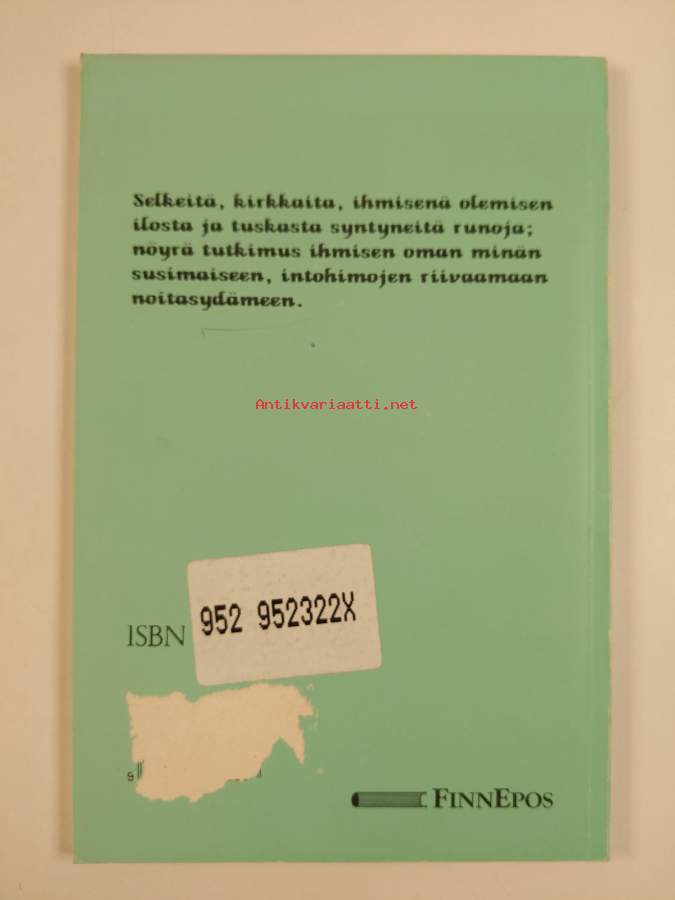 Selkeitä, kirkkaita, ihmisenä olemisen
ilosta ja tuskasta syntyneitä runoja;
nöyrä tutkimus ihmisen oman minän
susimaiseen, intohimojen riivaamaan
noitasydämeen.
Antikvariaatti.net
ISBN 952 952322X
9
FINNEPOS